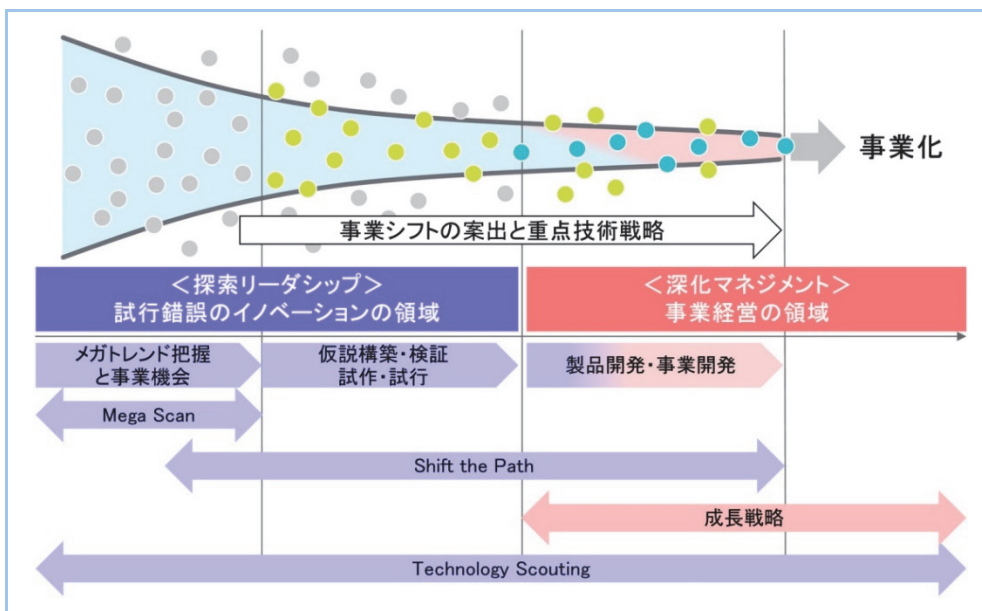 事業化
事業シフトの案出と重点技術戦略
＜探索リーダシップ＞
試行錯誤のイノベーションの領域
＜深化マネジメント＞
事業経営の領域
メガトレンド把握
と事業機会
仮説構築・検証
試作・試行
製品開発・事業開発
Mega Scan
Shift the Path
成長戦略
Technology Scouting